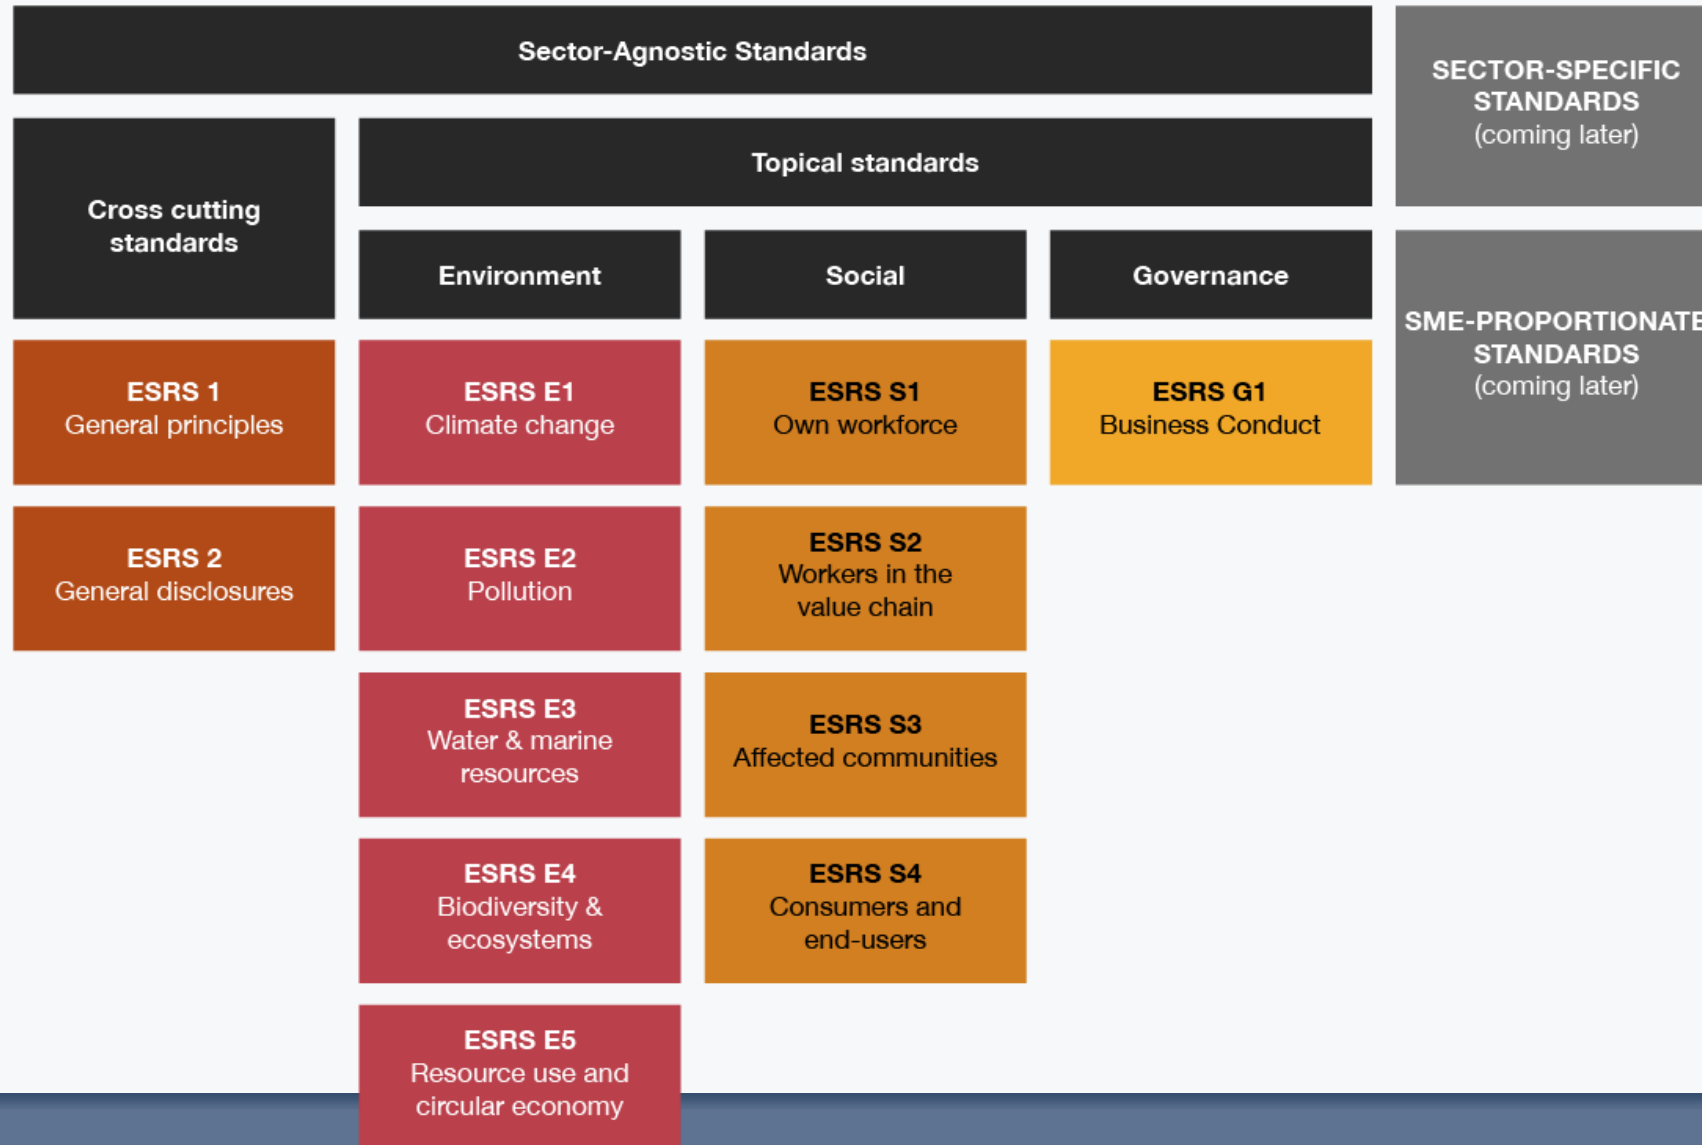 Sector-Agnostic Standards
SECTOR-SPECIFIC
STANDARDS
(coming later)
Cross cutting
standards
Topical standards
Environment
Social
Governance
SME-PROPORTIONATE
STANDARDS
(coming later)
ESRS 1
General principles
ESRS E1
Climate change
ESRS S1
Own workforce
ESRS G1
Business Conduct
ESRS 2
General disclosures
ESRS E2
Pollution
ESRS S2
Workers in the
value chain
ESRS E3
Water & marine
resources
ESRS S3
Affected communities
ESRS E4
Biodiversity &
ecosystems
ESRS S4
Consumers and
end-users
ESRS E5
Resource use and
circular economy